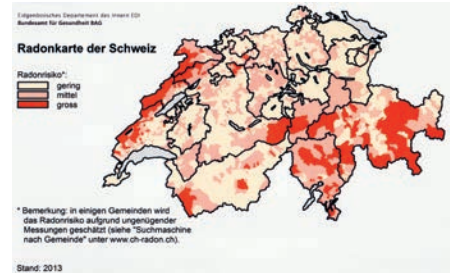 Eidgenössisches Departement des Innern EDI
Bundesamt für Gesundheit BAG
Radonkarte der Schweiz
Radonrisiko*:
gering
mittel
gross
* Bemerkung: in einigen Gemeinden wird
das Radonrisiko aufgrund ungenügender
Messungen geschätzt (siehe "Suchmaschine
nach Gemeinde" unter www.ch-radon.ch).
Stand: 2013